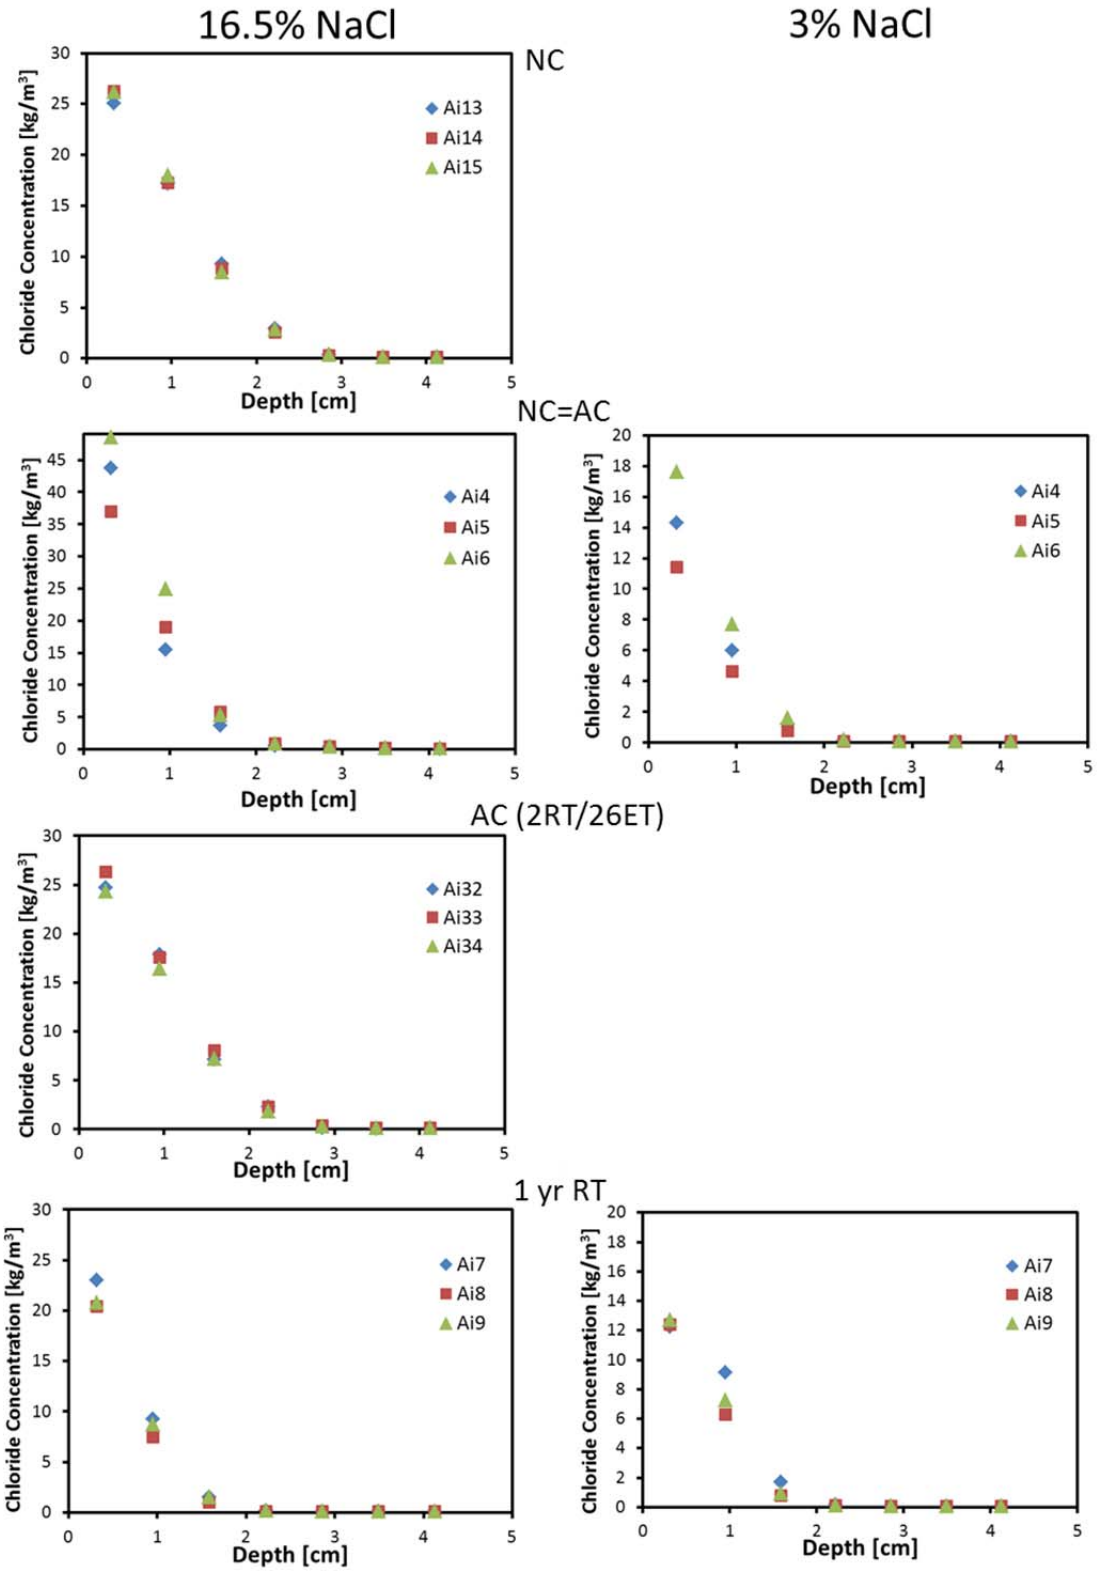 16.5% NaCl
3% NaCl
NC
Chloride Concentration [kg/m³]
30
25
20
15
10
5
0
0 1 2 3 4 5
Depth [cm]
Ai13
Ai14
Ai15
NC=AC
Chloride Concentration [kg/m³]
45
40
35
30
25
20
15
10
5
0
0 1 2 3 4 5
Depth [cm]
Ai4
Ai5
Ai6
Chloride Concentration [kg/m³]
20
18
16
14
12
10
8
6
4
2
0
0 1 2 3 4 5
Depth [cm]
Ai4
Ai5
Ai6
AC (2RT/26ET)
Chloride Concentration [kg/m³]
30
25
20
15
10
5
0
0 1 2 3 4 5
Depth [cm]
Ai32
Ai33
Ai34
1 yr RT
Chloride Concentration [kg/m³]
30
25
20
15
10
5
0
0 1 2 3 4 5
Depth [cm]
Ai7
Ai8
Ai9
Chloride Concentration [kg/m³]
20
18
16
14
12
10
8
6
4
2
0
0 1 2 3 4 5
Depth [cm]
Ai7
Ai8
Ai9